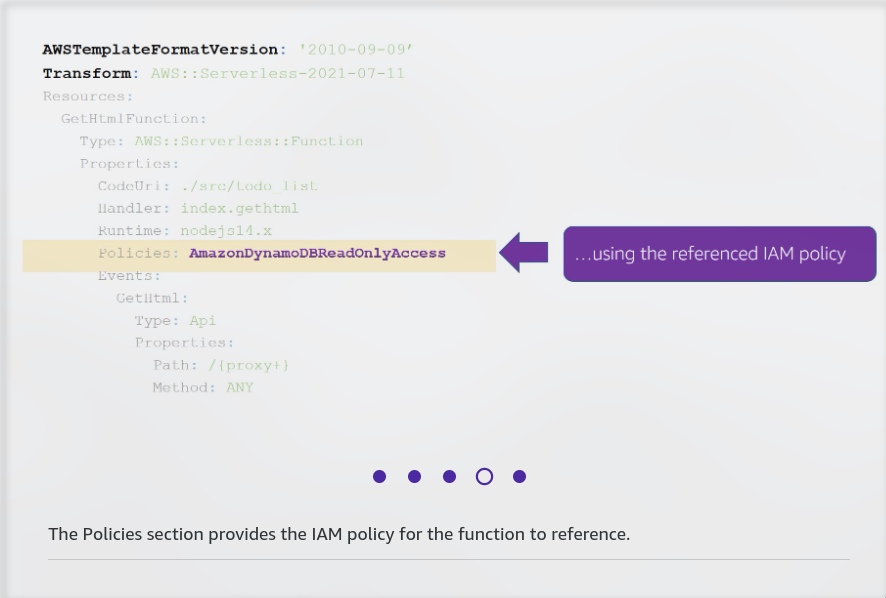 AWSTemplateFormatVersion: '2010-09-09'
Transform: AWS::Serverless-2021-07-11
Resources:
GetHtmlFunction:
Type: AWS::Serverless::Function
Properties:
CodeUri: ./src/todo_list
Handler: index.gethtml
Runtime: nodejs14.x
Policies: AmazonDynamoDBReadOnlyAccess
...using the referenced IAM policy
Events:
GetHtml:
Type: Api
Properties:
Path: /{proxy+}
Method: ANY
The Policies section provides the IAM policy for the function to reference.